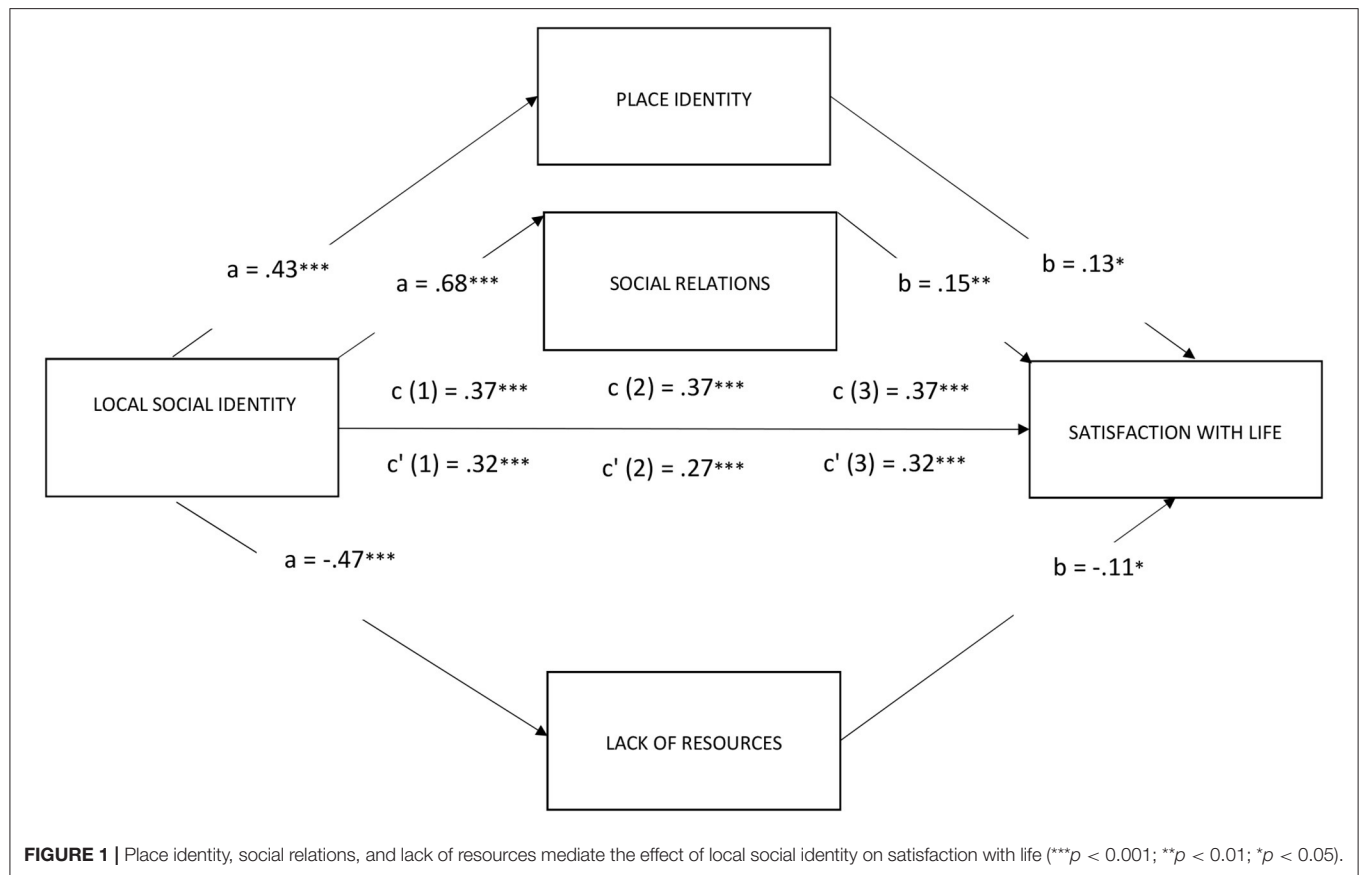 PLACE IDENTITY
a = .43***
a = .68***
SOCIAL RELATIONS
b = .15**
b = .13*
LOCAL SOCIAL IDENTITY
c (1) = .37***
c (2) = .37***
c (3) = .37***
SATISFACTION WITH LIFE
c' (1) = .32***
c' (2) = .27***
c' (3) = .32***
a = -.47***
b = -.11*
LACK OF RESOURCES
FIGURE 1 | Place identity, social relations, and lack of resources mediate the effect of local social identity on satisfaction with life (***p < 0.001; **p < 0.01; *p < 0.05).